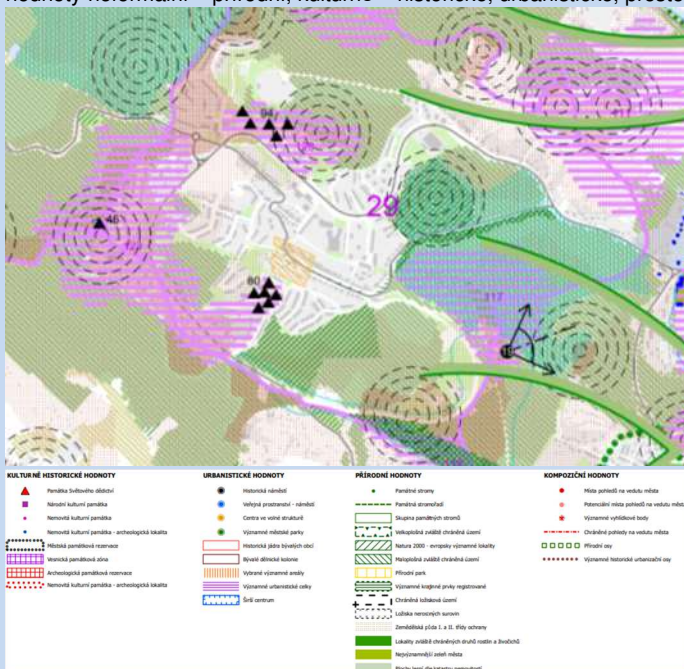 hodnoty neformální – přírodní, kulturně – historické, urbanistické, prosto
94
46
29
80
117
KULTURNĚ HISTORICKÉ HODNOTY
Památka Světového dědictví
Národní kulturní památka
Nemovitá kulturní památka
Nemovitá kulturní památka - archeologická lokalita
Městská památková rezervace
Vesnická památková zóna
Archeologická památková rezervace
Nemovitá kulturní památka - archeologická lokalita
URBANISTICKÉ HODNOTY
Historická náměstí
Veřejná prostranství - náměstí
Centra ve volné struktuře
Významné městské parky
Historická jádra bývalých obcí
Bývalé dělnické kolonie
Vybrané významné areály
Významné urbanistické celky
Širší centrum
PŘÍRODNÍ HODNOTY
Památné stromy
Památné stromořadí
Skupina památných stromů
Velkoplošná zvláště chráněné území
Natura 2000 - evropsky významné lokality
Maloplošná zvláště chráněné území
Přírodní park
Významné krajinné prvky registrované
Chráněná ložisková území
Ložiska nerostných surovin
Zemědělská půda I. a II. třídy ochrany
Lokality zvláště chráněných druhů rostlin a živočichů
Nejvýznamnější zeleň města
KOMPOZIČNÍ HODNOTY
Místa pohledů na vedutu města
Potenciální místa pohledů na vedutu města
Významné vyhlídkové body
Chráněné pohledy na vedutu města
Přírodní osy
Významné historické urbanizační osy